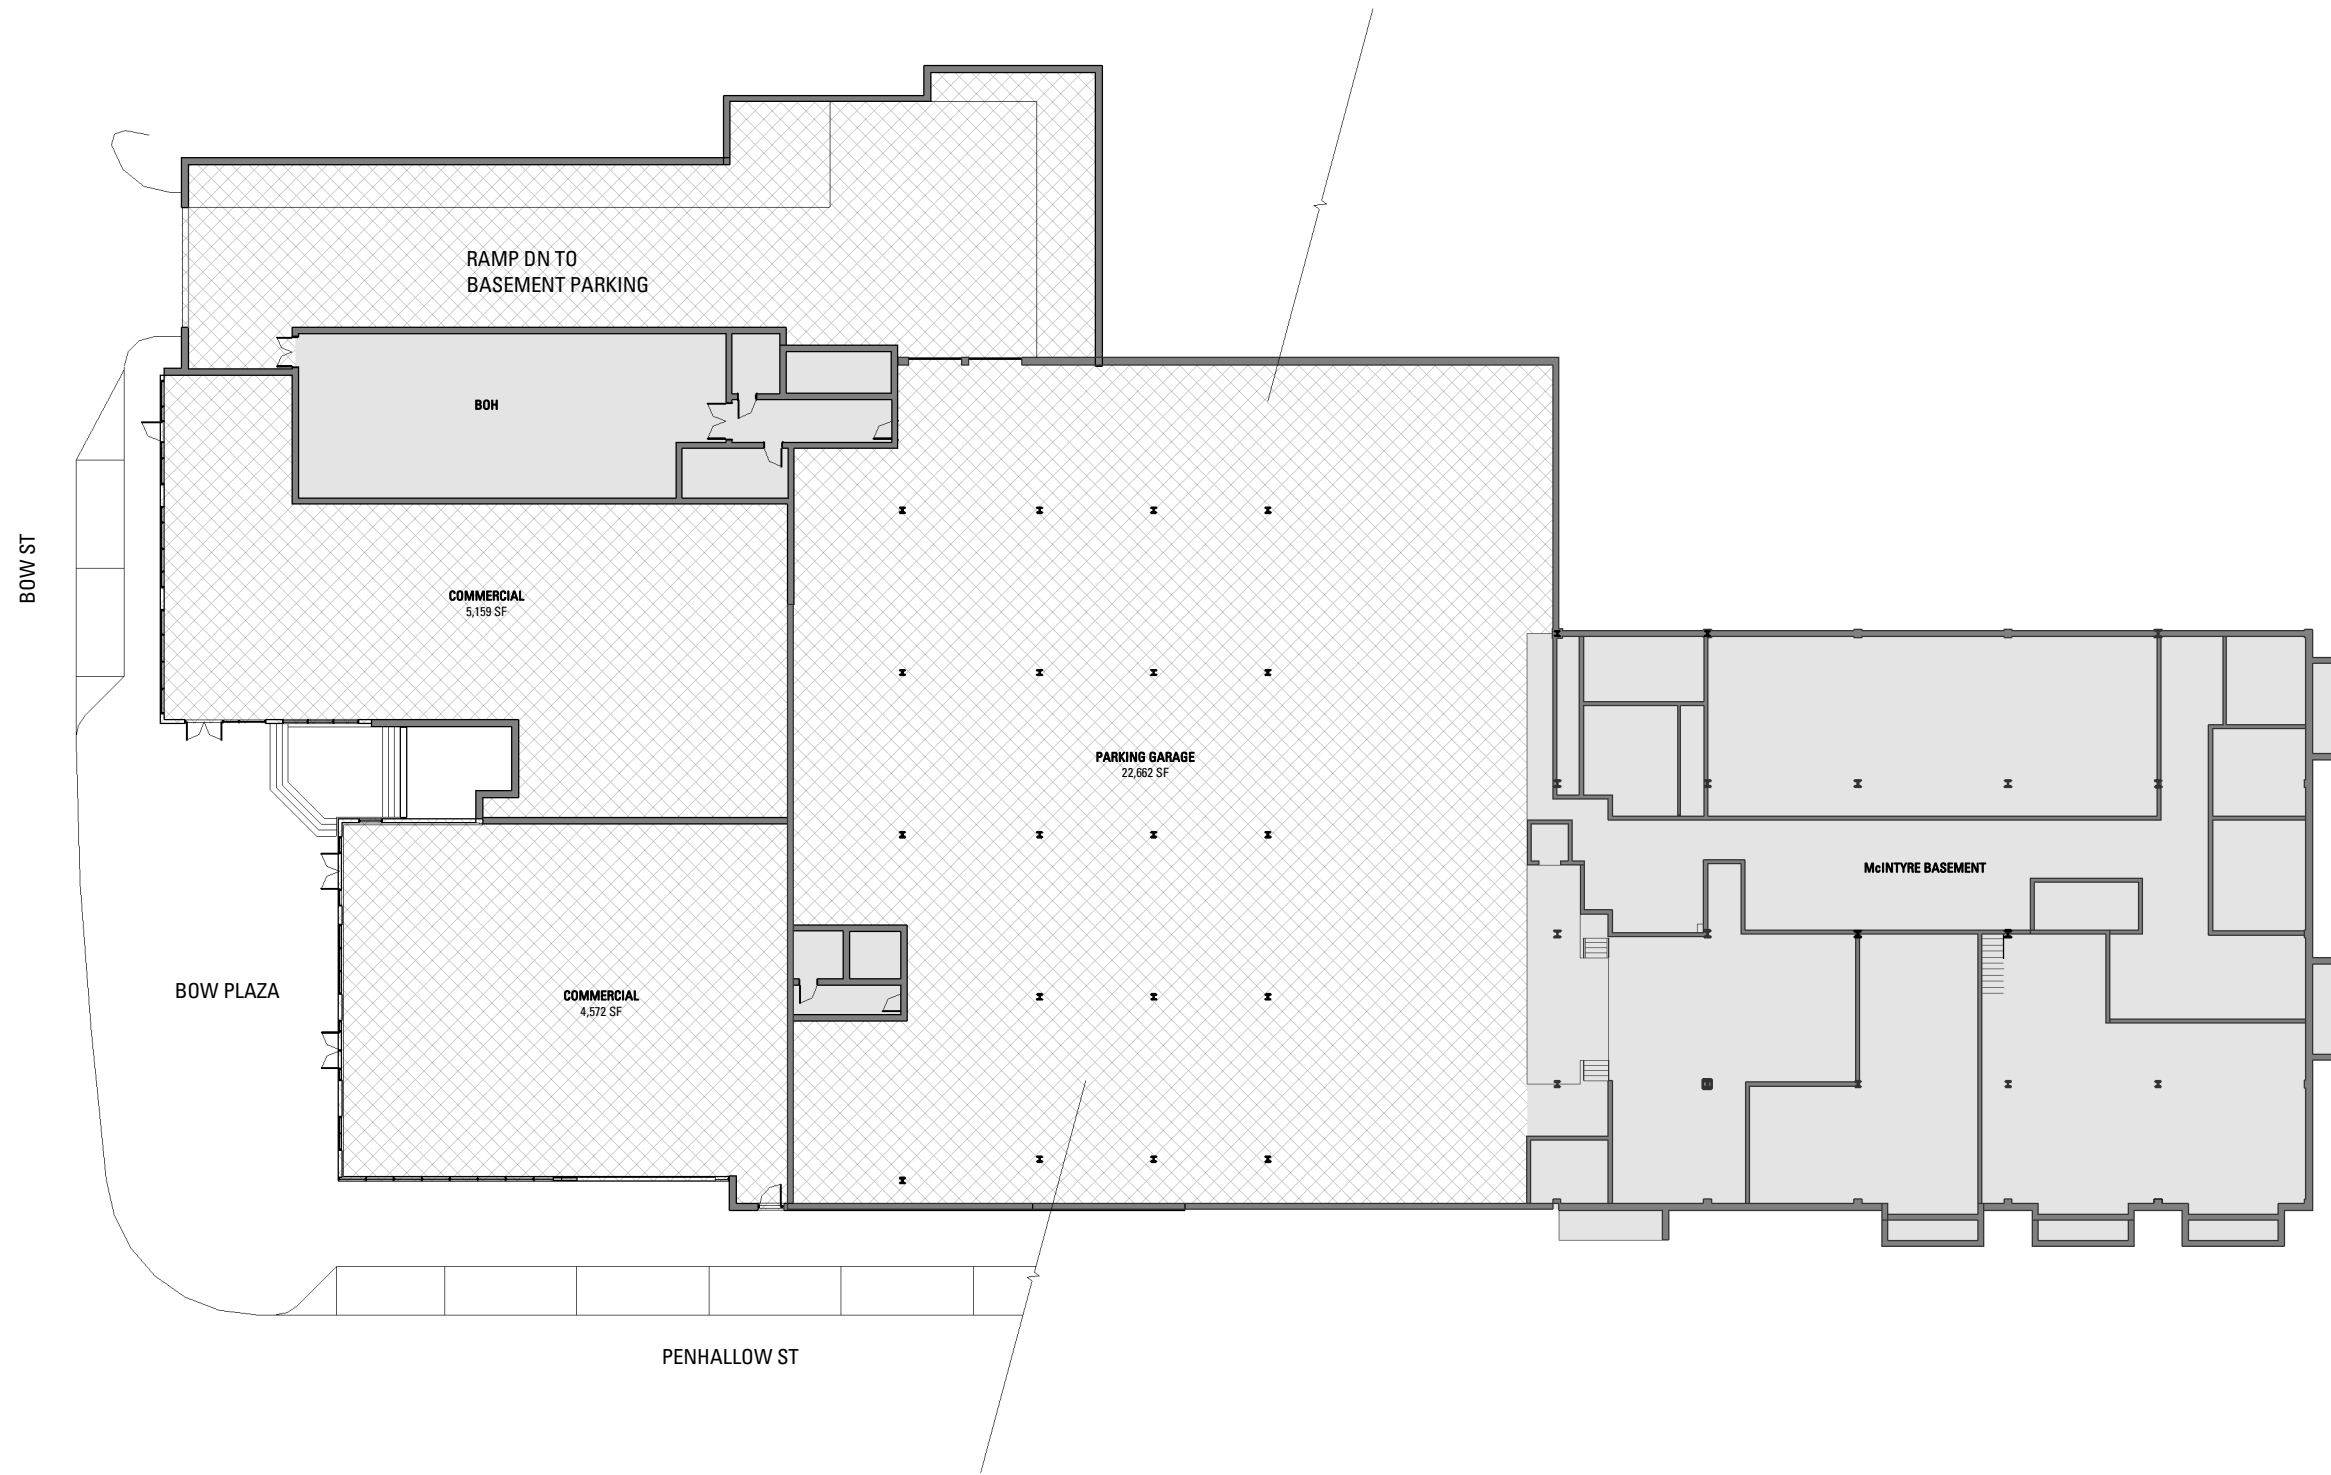 RAMP DN TO
BASEMENT PARKING
BOH
BOW ST
COMMERCIAL
5,159 SF
PARKING GARAGE
22,662 SF
McINTYRE BASEMENT
BOW PLAZA
COMMERCIAL
4,572 SF
PENHALLOW ST